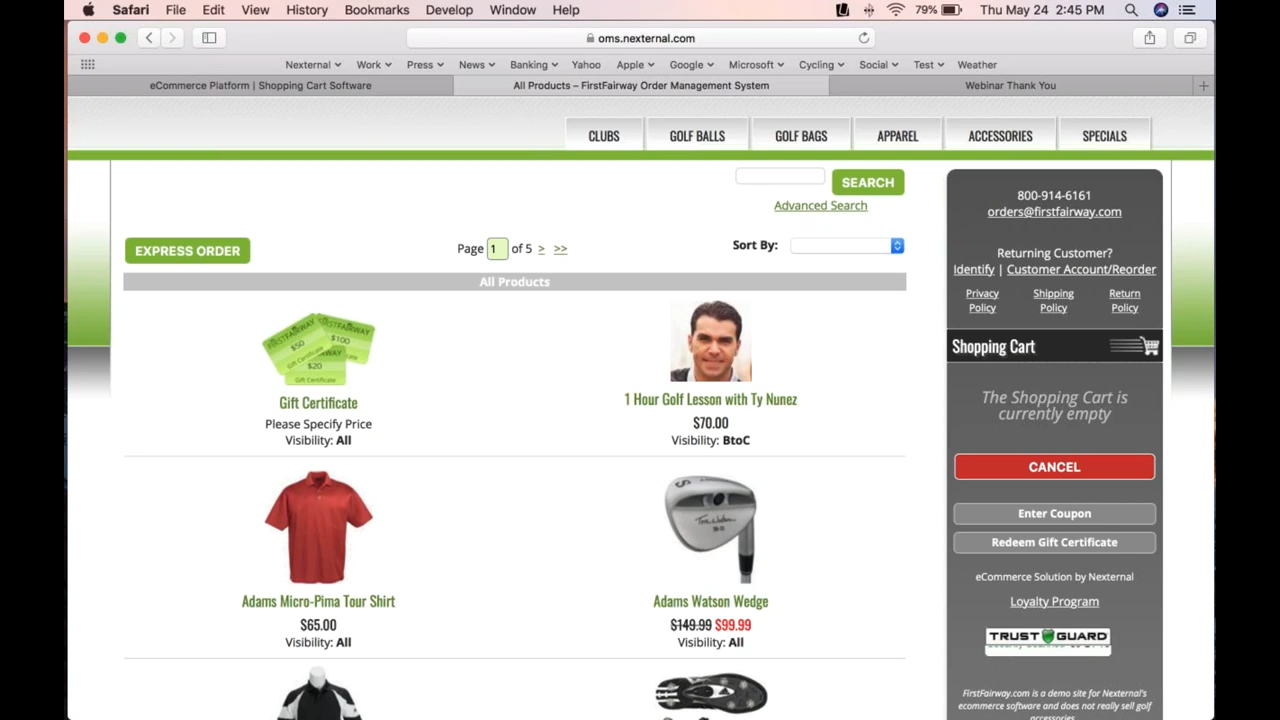 Safari File Edit View History Bookmarks Develop Window Help 79% Thu May 24 2:45 PM
oms.nexternal.com
Nexternal Work Press News Banking Yahoo Apple Google Microsoft Cycling Social Test Weather
eCommerce Platform | Shopping Cart Software
All Products – FirstFairway Order Management System
Webinar Thank You
CLUBS GOLF BALLS GOLF BAGS APPAREL ACCESSORIES SPECIALS
SEARCH
Advanced Search
EXPRESS ORDER
Page 1 of 5 > >>
Sort By:
All Products
FIRSTFAIRWAY
$50
$100
$20
Gift Certificate
Gift Certificate
Please Specify Price
Visibility: All
1 Hour Golf Lesson with Ty Nunez
$70.00
Visibility: BtoC
Adams Micro-Pima Tour Shirt
$65.00
Visibility: All
Adams Watson Wedge
$149.99 $99.99
Visibility: All
800-914-6161
orders@firstfairway.com
Returning Customer?
Identify | Customer Account/Reorder
Privacy Policy
Shipping Policy
Return Policy
Shopping Cart
The Shopping Cart is
currently empty
CANCEL
Enter Coupon
Redeem Gift Certificate
eCommerce Solution by Nexternal
Loyalty Program
TRUST GUARD
FirstFairway.com is a demo site for Nexternal's
ecommerce software and does not really sell golf
accessories.